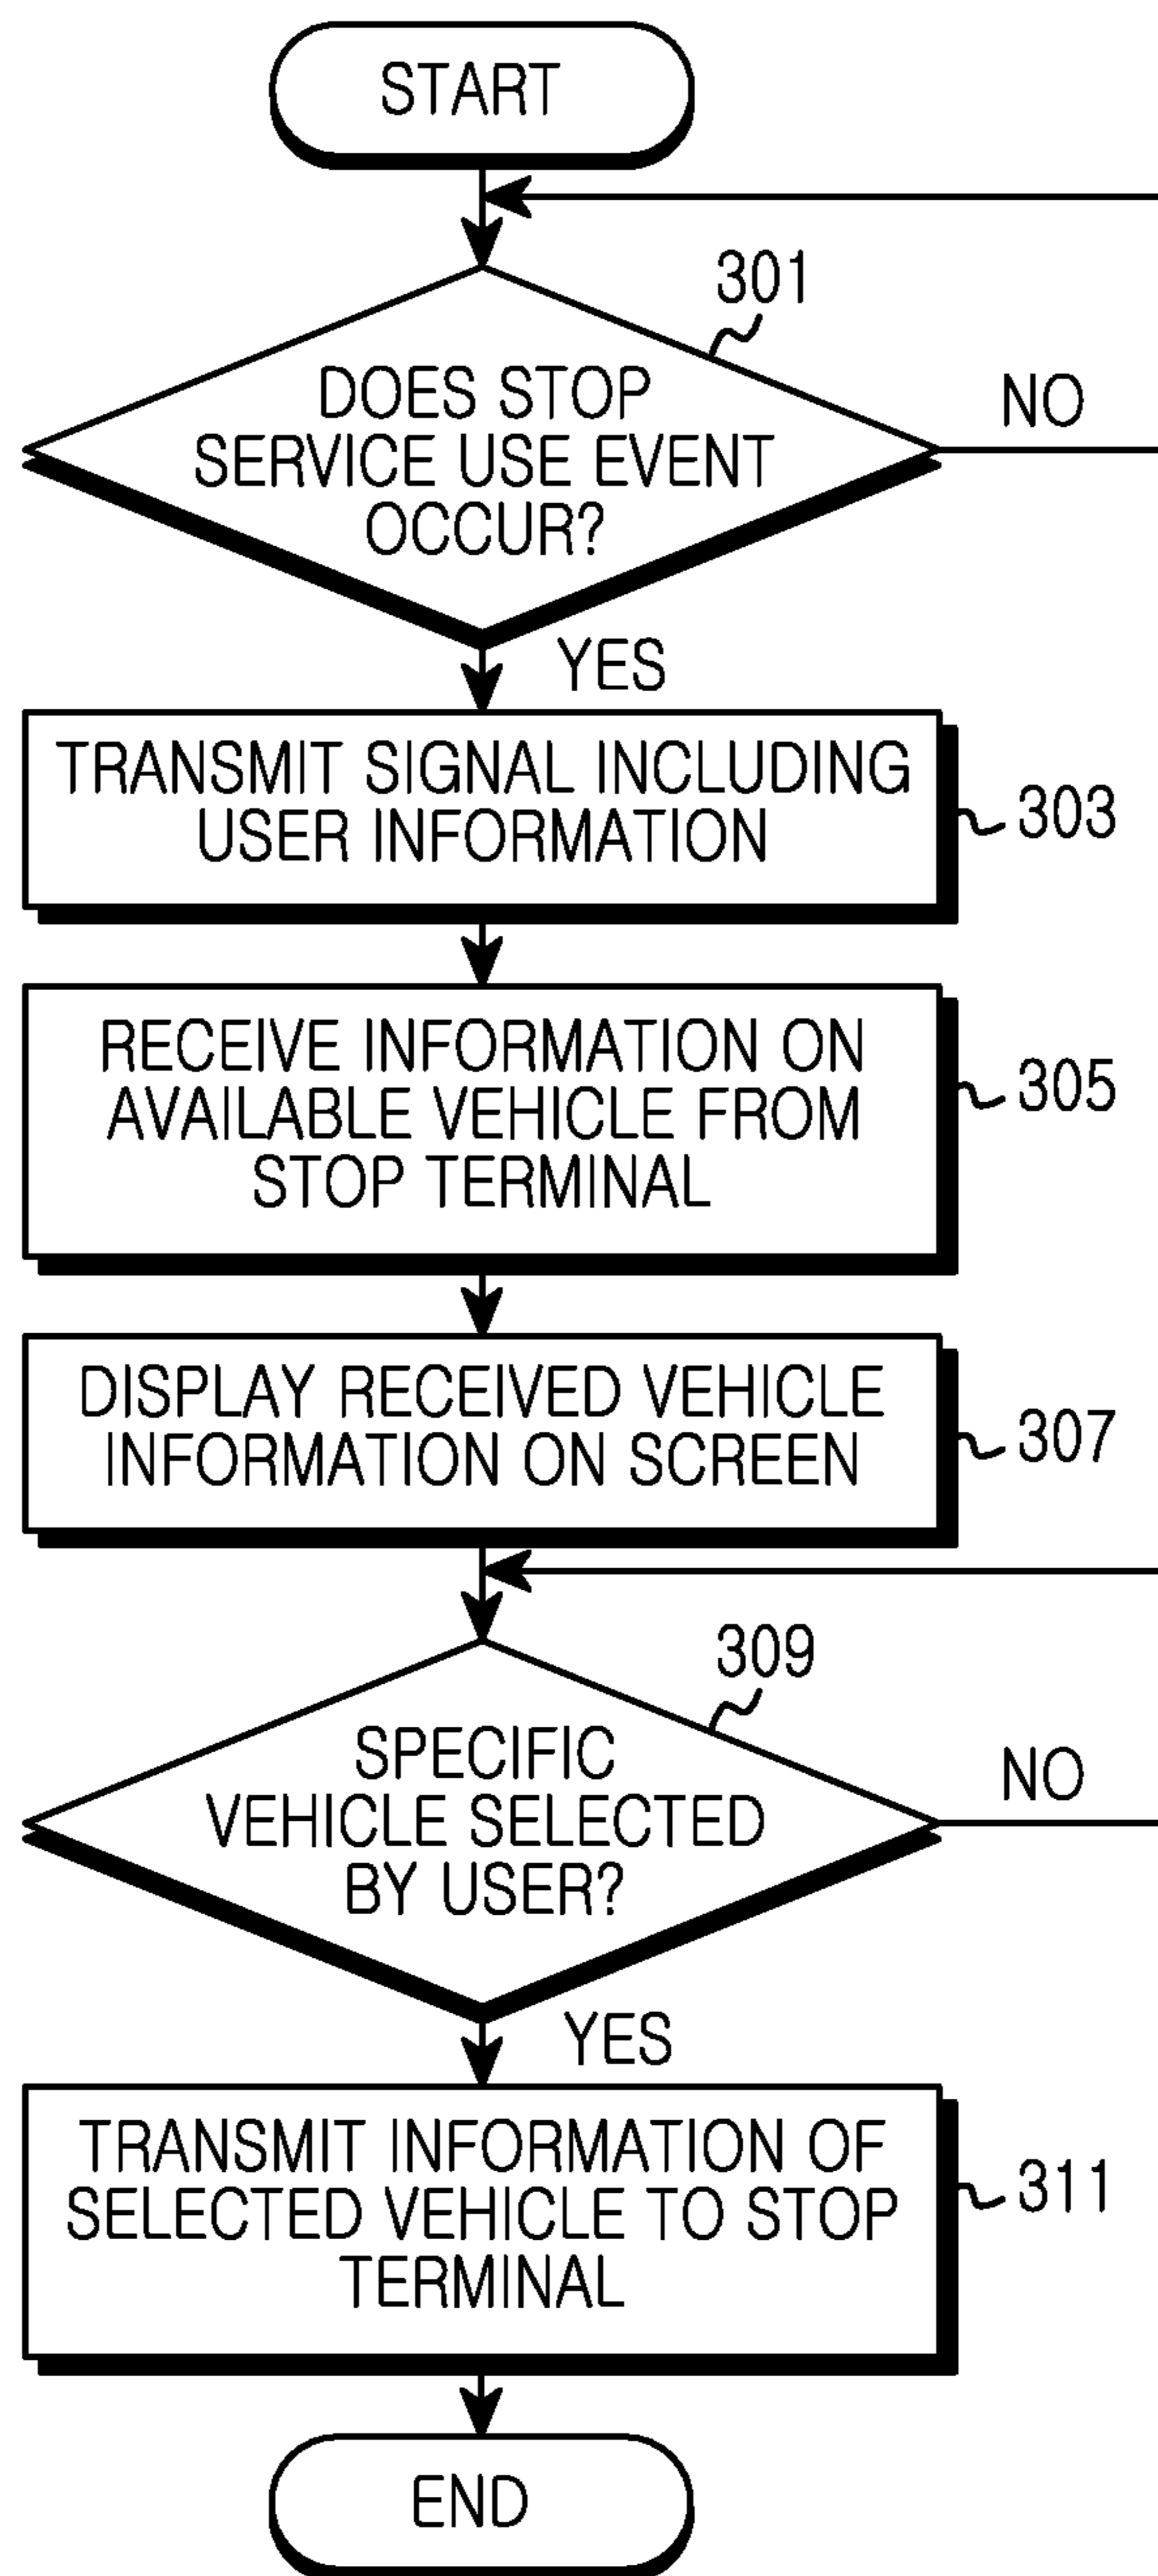 START
301
DOES STOP
SERVICE USE EVENT
OCCUR?
NO
YES
TRANSMIT SIGNAL INCLUDING
USER INFORMATION
303
RECEIVE INFORMATION ON
AVAILABLE VEHICLE FROM
STOP TERMINAL
305
DISPLAY RECEIVED VEHICLE
INFORMATION ON SCREEN
307
309
SPECIFIC
VEHICLE SELECTED
BY USER?
NO
YES
TRANSMIT INFORMATION OF
SELECTED VEHICLE TO STOP
TERMINAL
311
END